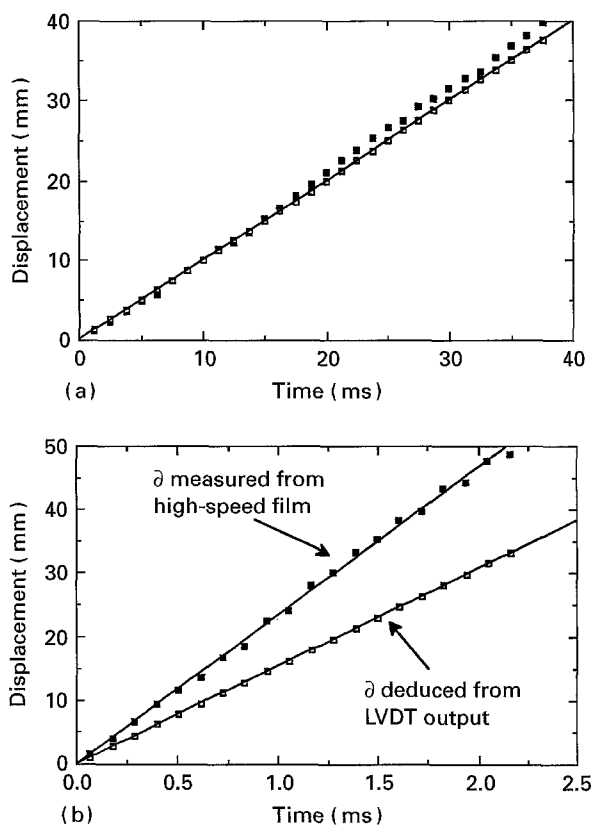 40
30
20
10
0
Displacement (mm)
0 10 20 30 40
(a) Time (ms)
50
40
30
20
10
0
Displacement (mm)
∂ measured from
high-speed film
∂ deduced from
LVDT output
0.0 0.5 1.0 1.5 2.0 2.5
(b) Time (ms)